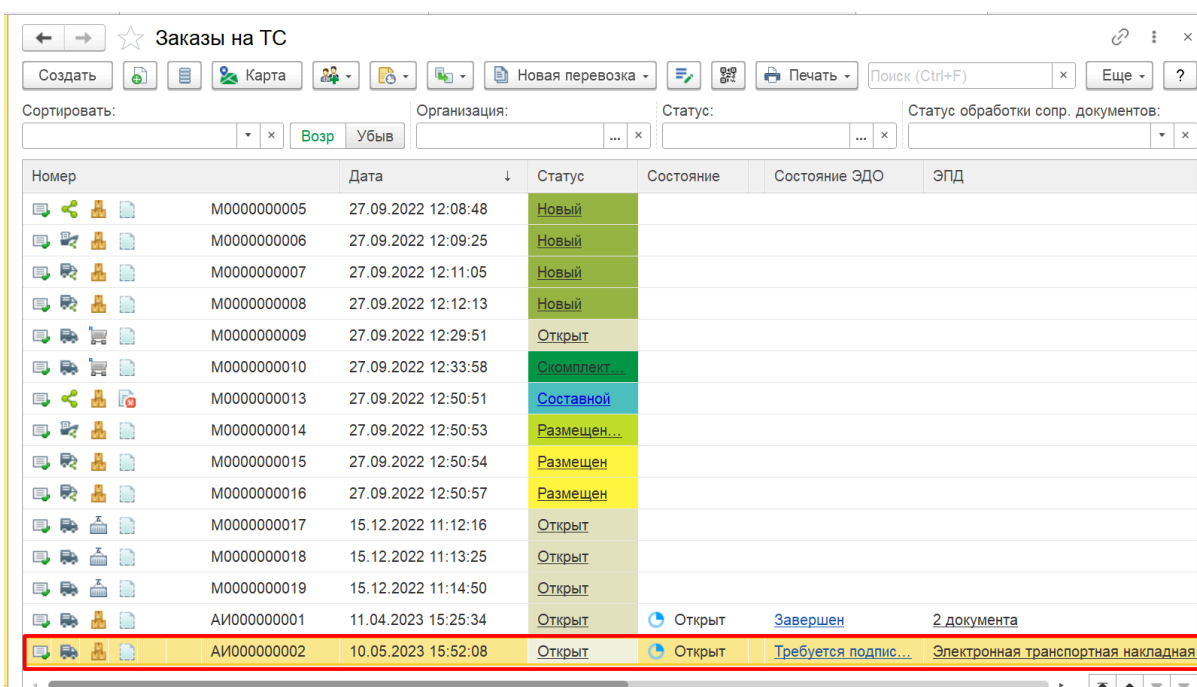 Заказы на ТС
Создать Карта Новая перевозка Печать Поиск (Ctrl+F) × Еще ?
Сортировать: Организация: Статус: Статус обработки сопр. документов:
Возр Убыв
Номер Дата ↓ Статус Состояние Состояние ЭДО ЭПД
М0000000005 27.09.2022 12:08:48 Новый
М0000000006 27.09.2022 12:09:25 Новый
М0000000007 27.09.2022 12:11:05 Новый
М0000000008 27.09.2022 12:12:13 Новый
М0000000009 27.09.2022 12:29:51 Открыт
М0000000010 27.09.2022 12:33:58 Скомплект...
М0000000013 27.09.2022 12:50:51 Составной
М0000000014 27.09.2022 12:50:53 Размещен...
М0000000015 27.09.2022 12:50:54 Размещен
М0000000016 27.09.2022 12:50:57 Размещен
М0000000017 15.12.2022 11:12:16 Открыт
М0000000018 15.12.2022 11:13:25 Открыт
М0000000019 15.12.2022 11:14:50 Открыт
АИ000000001 11.04.2023 15:25:34 Открыт Открыт Завершен 2 документа
АИ000000002 10.05.2023 15:52:08 Открыт Открыт Требуется подпис... Электронная транспортная накладная